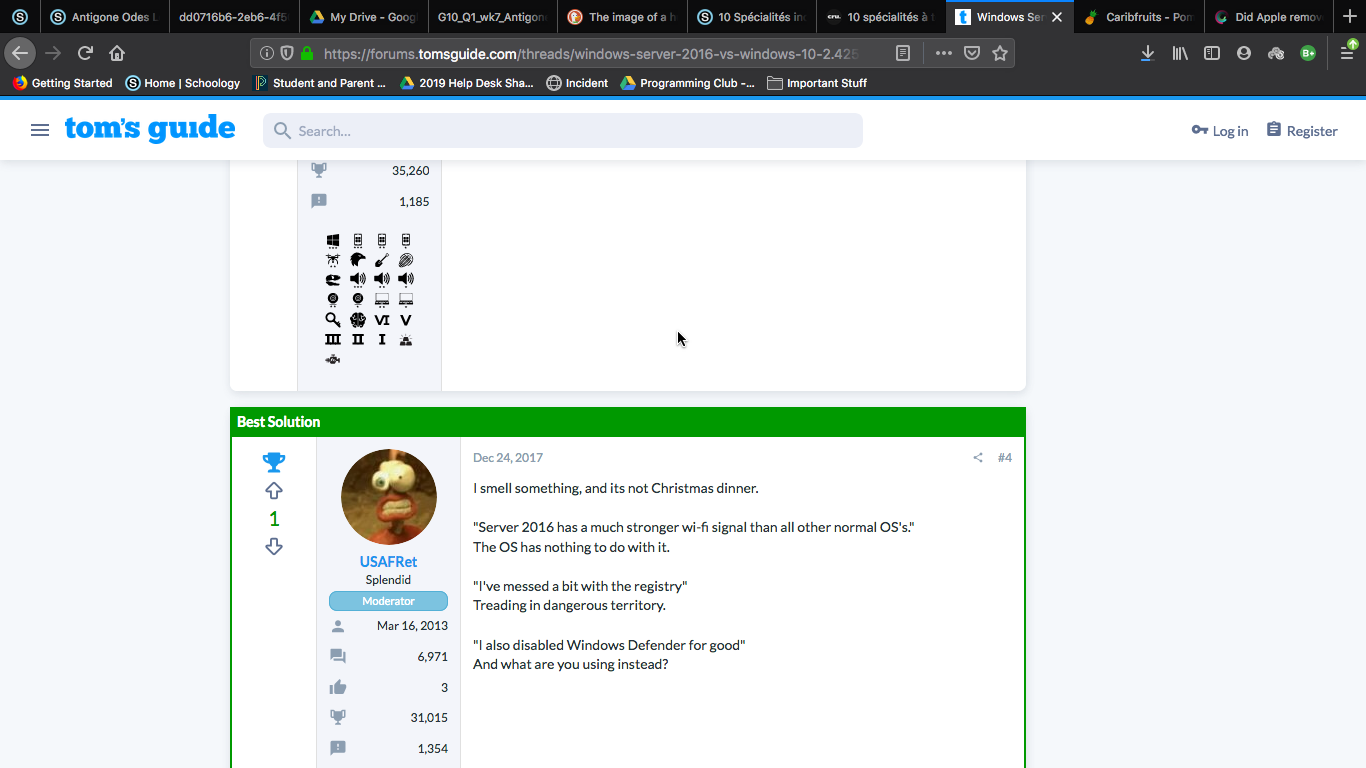 Antigone Odes L
dd0716b6-2eb6-4f5
My Drive - Goog
G10_Q1_wk7_Antigon
The image of a h
10 Spécialités in
10 spécialités à
Windows Ser
Caribfruits - Pom
Did Apple remov
https://forums.tomsguide.com/threads/windows-server-2016-vs-windows-10-2.425
Getting Started
Home | Schoology
Student and Parent ...
2019 Help Desk Sha...
Incident
Programming Club -...
Important Stuff
tom's guide
Search...
Log in
Register
35,260
1,185
VI V
III II I
Best Solution
1
USAFRet
Splendid
Moderator
Mar 16, 2013
6,971
3
31,015
1,354
Dec 24, 2017
#4
I smell something, and its not Christmas dinner.
"Server 2016 has a much stronger wi-fi signal than all other normal OS's."
The OS has nothing to do with it.
"I've messed a bit with the registry"
Treading in dangerous territory.
"I also disabled Windows Defender for good"
And what are you using instead?